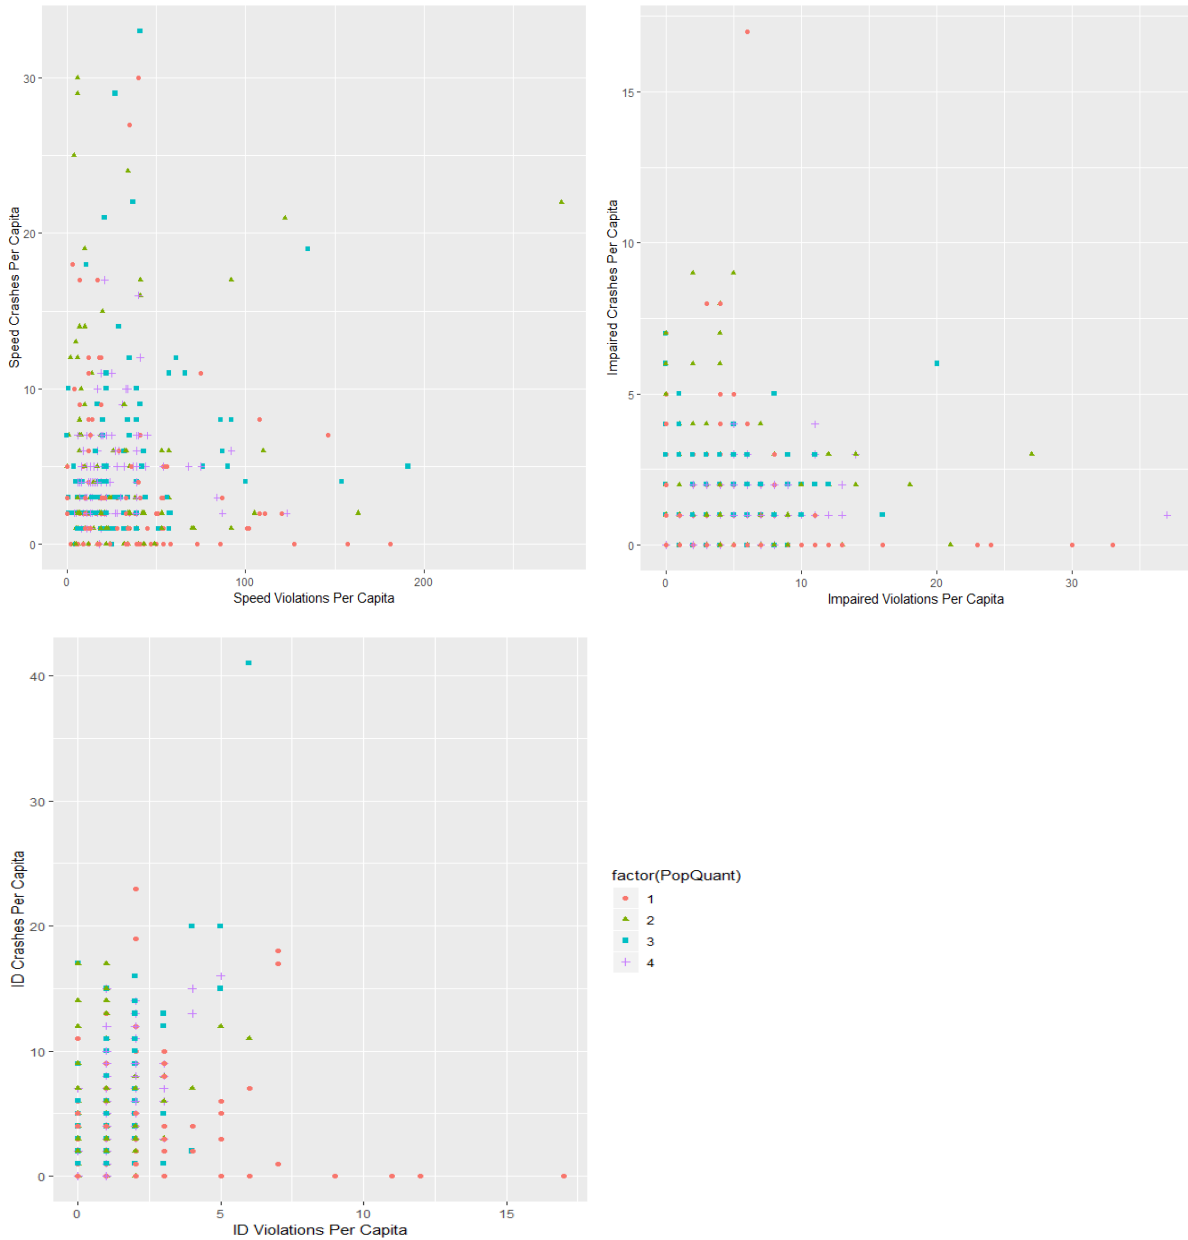 Speed Crashes Per Capita
30
20
10
0
0 100 200
Speed Violations Per Capita
Impaired Crashes Per Capita
15
10
5
0
0 10 20 30
Impaired Violations Per Capita
ID Crashes Per Capita
40
30
20
10
0
0 5 10 15
ID Violations Per Capita
factor(PopQuant)
1
2
3
4